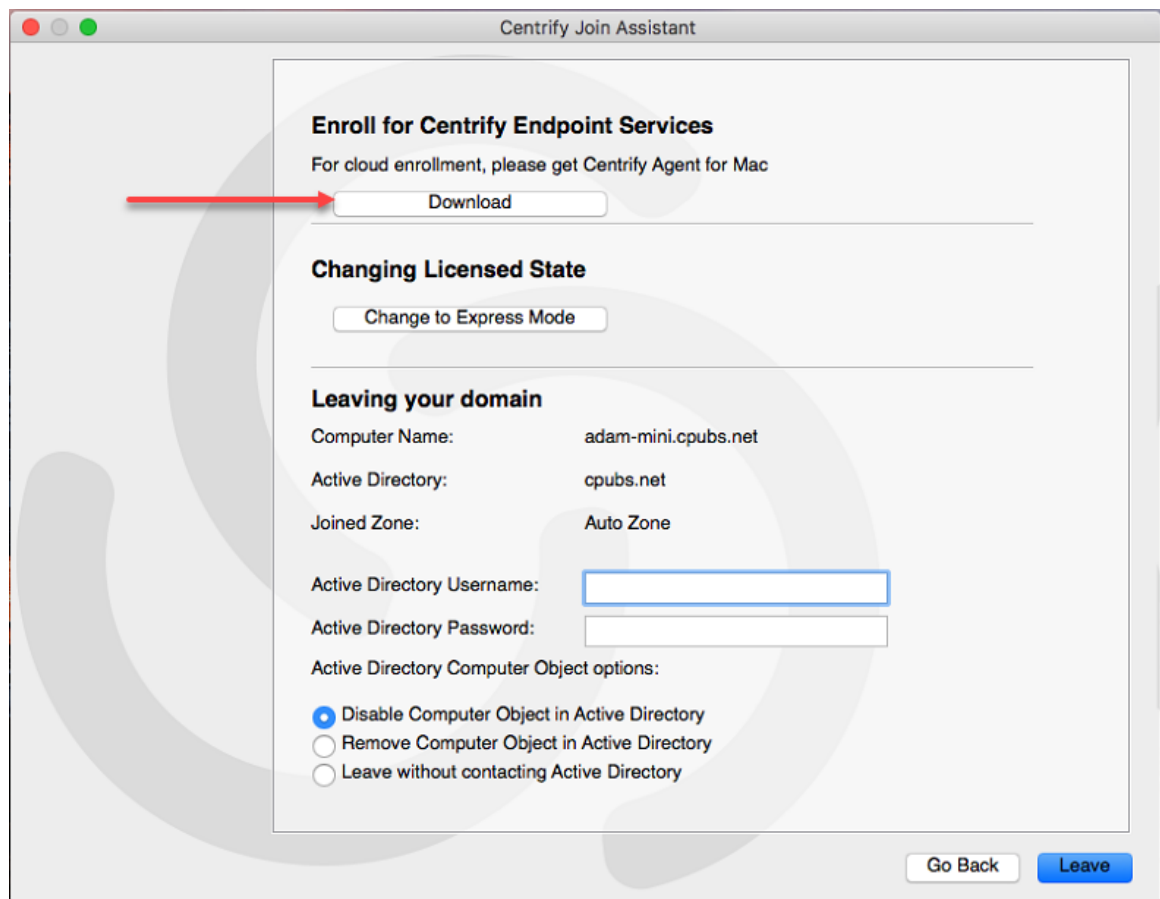 Centrify Join Assistant
Enroll for Centrify Endpoint Services
For cloud enrollment, please get Centrify Agent for Mac
Download
Changing Licensed State
Change to Express Mode
Leaving your domain
Computer Name: adam-mini.cpubs.net
Active Directory: cpubs.net
Joined Zone: Auto Zone
Active Directory Username:
Active Directory Password:
Active Directory Computer Object options:
Disable Computer Object in Active Directory
Remove Computer Object in Active Directory
Leave without contacting Active Directory
Go Back Leave